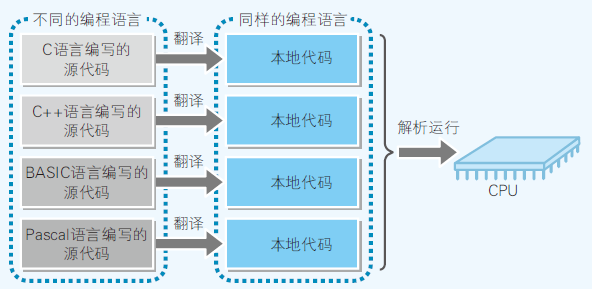 不同的编程语言
同样的编程语言
C语言编写的
源代码
翻译
本地代码
C++语言编写的
源代码
翻译
本地代码
BASIC语言编写的
源代码
翻译
本地代码
Pascal语言编写的
源代码
翻译
本地代码
解析运行
CPU